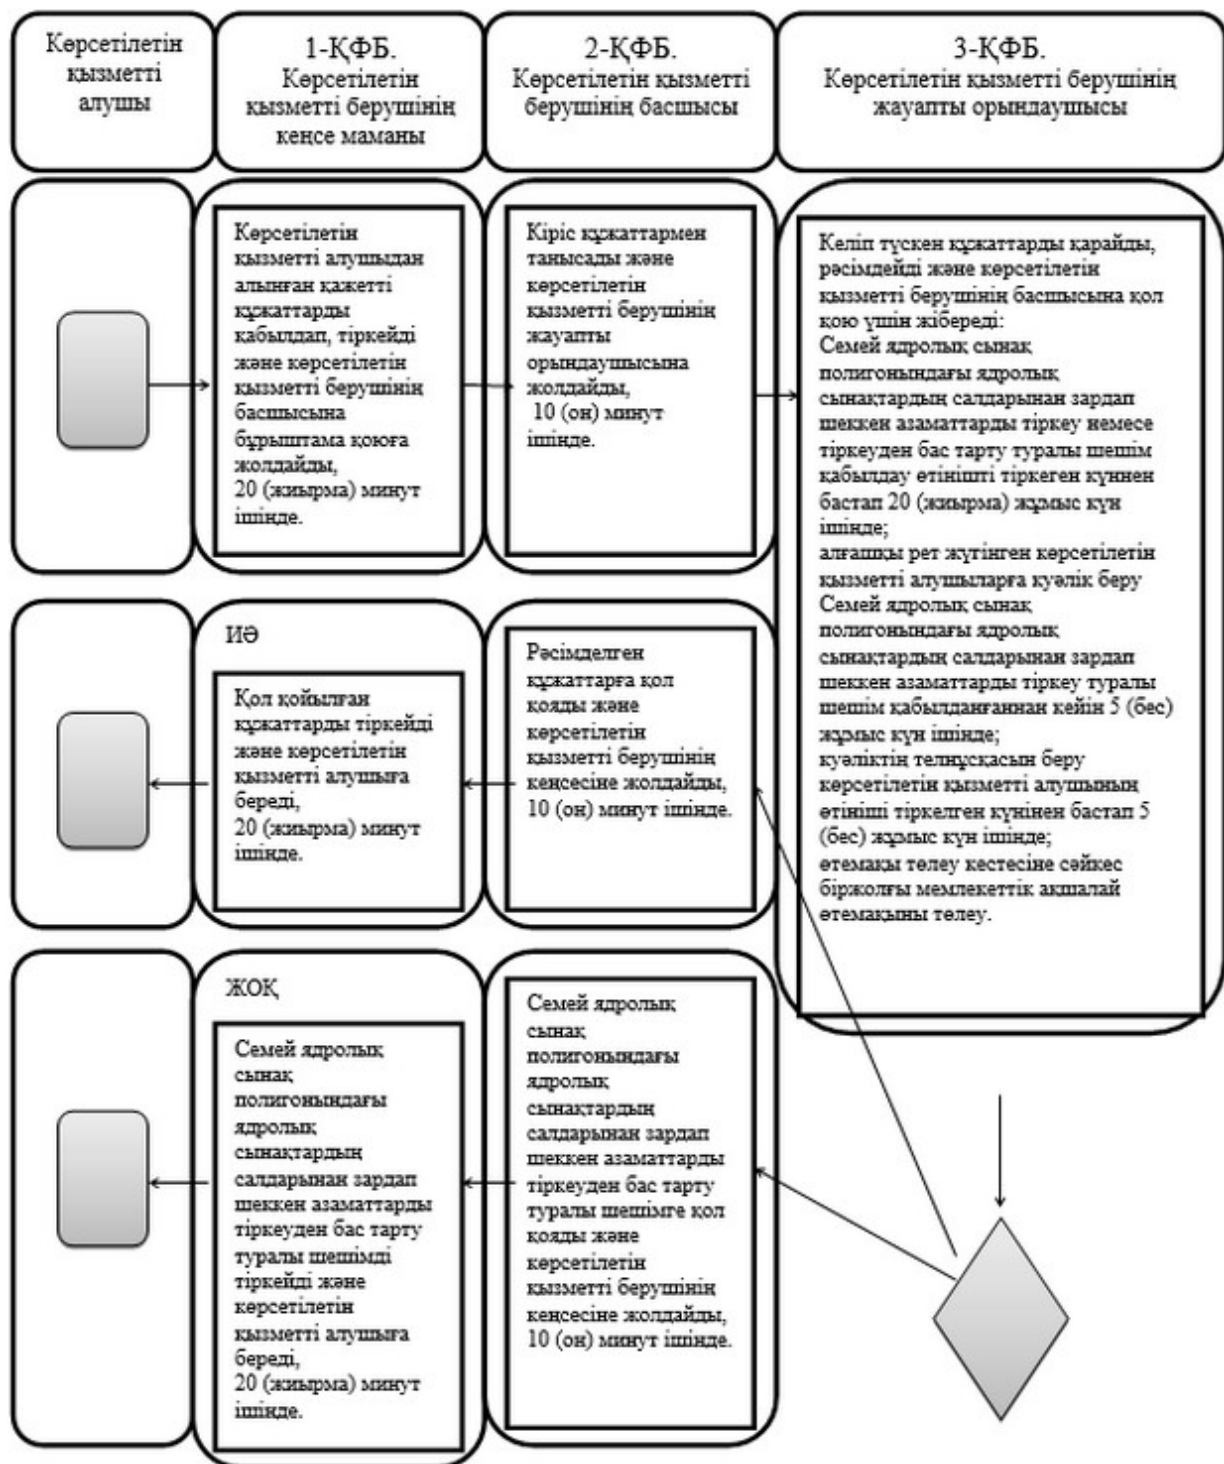 Көрсетілетін
қызметті
алушы
1-ҚФБ.
Көрсетілетін
қызметті берушінің
кеңсе маманы
2-ҚФБ.
Көрсетілетін қызметті
берушінің басшысы
3-ҚФБ.
Көрсетілетін қызметті берушінің
жауапты орындаушысы
Көрсетілетін
қызметті алушыдан
алынған қажетті
құжаттарды
қабылдап, тіркейді
және көрсетілетін
қызметті берушінің
басшысына
бұрыштама қоюға
жолдайды,
20 (жиырма) минут
ішінде.
Кіріс құжаттармен
танысады және
көрсетілетін
қызметті берушінің
жауапты
орындаушысына
жолдайды,
10 (он) минут
ішінде.
Келіп түскен құжаттарды қарайды,
рәсімдейді және көрсетілетін
қызметті берушінің басшысына қол
қою үшін жібереді:
Семей ядролық сынақ
полигонындағы ядролық
сынақтардың салдарынан зардап
шеккен азаматтарды тіркеу немесе
тіркеуден бас тарту туралы шешім
қабылдау өтінішті тіркеген күннен
бастап 20 (жиырма) жұмыс күн
ішінде;
алғашқы рет жүгінген көрсетілетін
қызметті алушыларға куәлік беру
Семей ядролық сынақ
полигонындағы ядролық
сынақтардың салдарынан зардап
шеккен азаматтарды тіркеу туралы
шешім қабылданғаннан кейін 5 (бес)
жұмыс күн ішінде;
куәліктің телнұсқасын беру
көрсетілетін қызметті алушының
өтініші тіркелген күнінен бастап 5
(бес) жұмыс күн ішінде;
өтемақы төлеу кестесіне сәйкес
біржолғы мемлекеттік ақшалай
өтемақыны төлеу.
ИӘ
Қол қойылған
құжаттарды тіркейді
және көрсетілетін
қызметті алушыға
береді,
20 (жиырма) минут
ішінде.
Рәсімделген
құжаттарға қол
қояды және
көрсетілетін
қызметті берушінің
кеңсесіне жолдайды,
10 (он) минут ішінде.
ЖОҚ
Семей ядролық
сынақ
полигонындағы
ядролық
сынақтардың
салдарынан зардап
шеккен азаматтарды
тіркеуден бас тарту
туралы шешімді
тіркейді және
көрсетілетін
қызметті алушыға
береді,
20 (жиырма) минут
ішінде.
Семей ядролық
сынақ
полигонындағы
ядролық
сынақтардың
салдарынан зардап
шеккен азаматтарды
тіркеуден бас тарту
туралы шешімге қол
қояды және
көрсетілетін
қызметті берушінің
кеңсесіне жолдайды,
10 (он) минут ішінде.